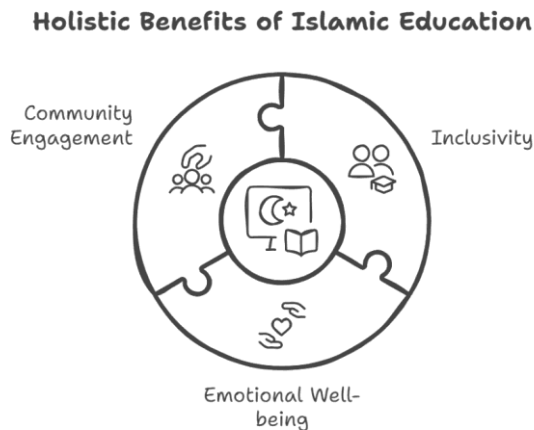 Holistic Benefits of Islamic Education
Community
Engagement
Inclusivity
Emotional Well-
being